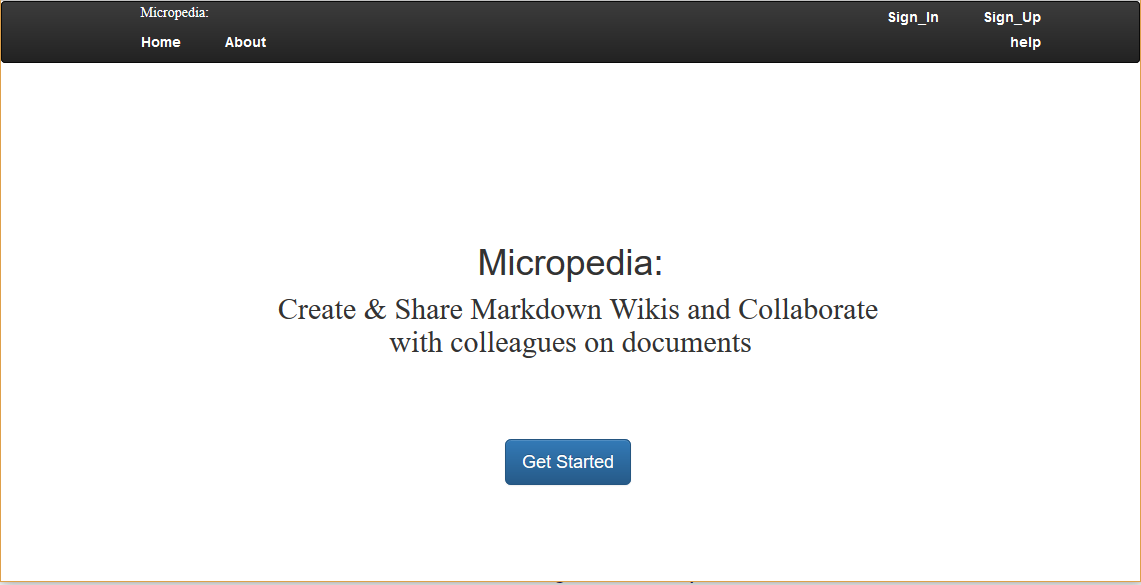 Micropedia:
Sign_In Sign_Up
Home About help
Micropedia:
Create & Share Markdown Wikis and Collaborate
with colleagues on documents
Get Started